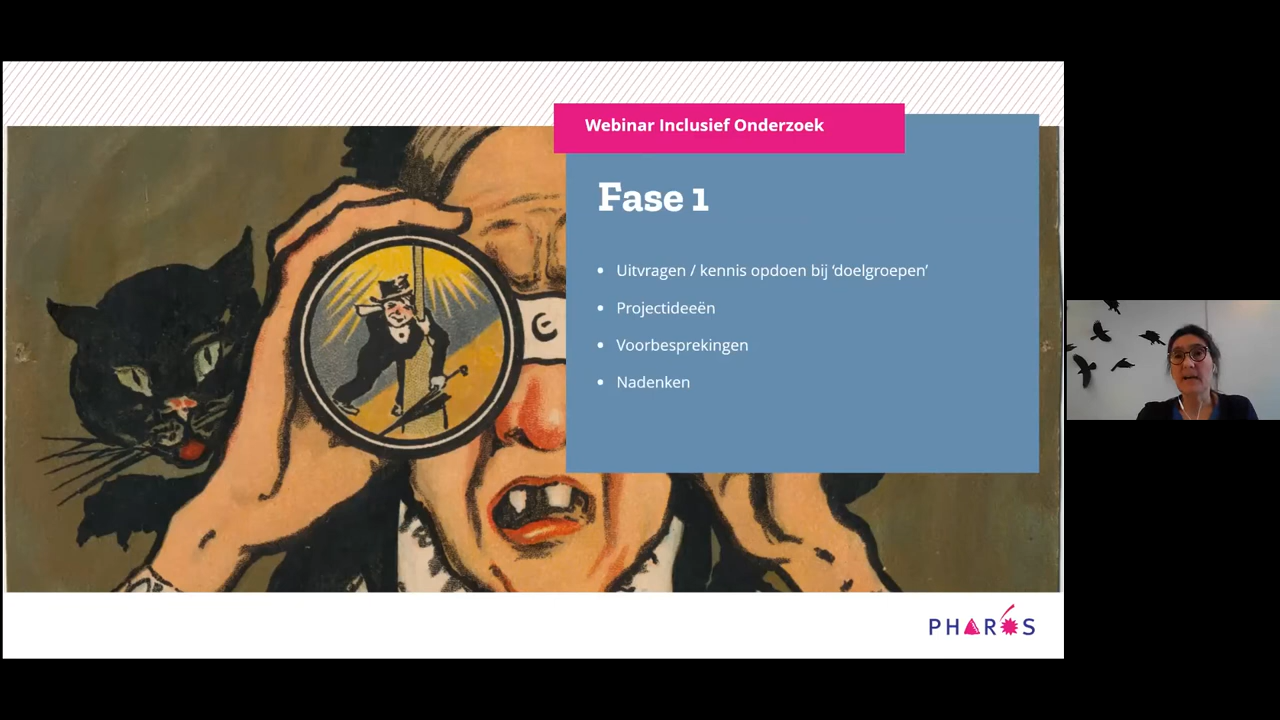 Webinar Inclusief Onderzoek
Fase 1
• Uitvragen / kennis opdoen bij ‘doelgroepen’
• Projectideeën
• Voorbesprekingen
• Nadenken
PHAROS